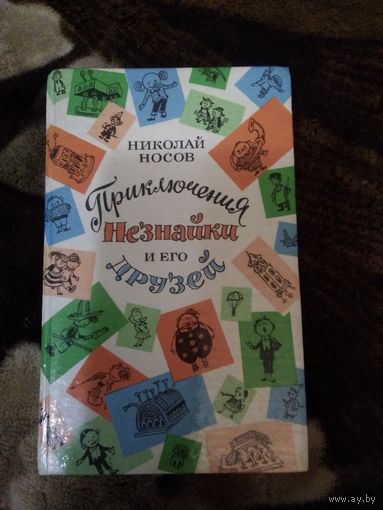 НИКОЛАЙ
НОСОВ
Приключения
Незнайки
И ЕГО
Друзей
www.ay.by